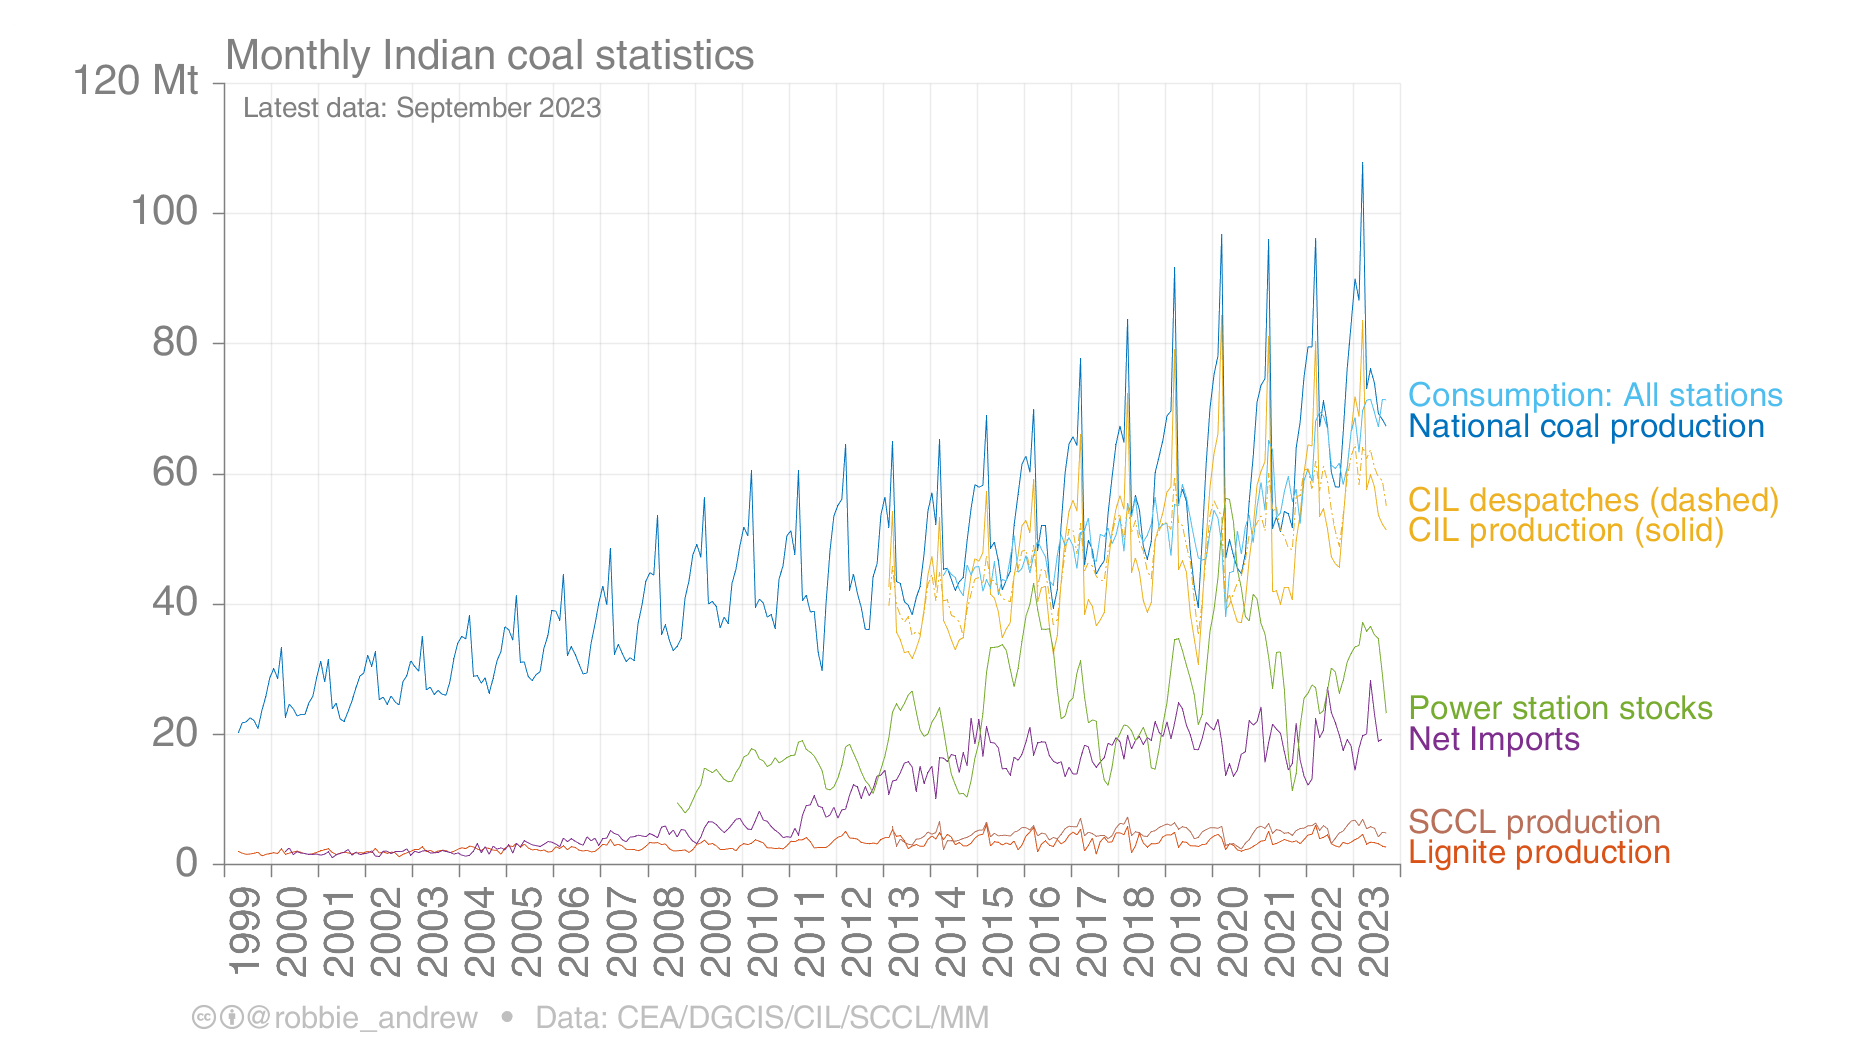 Monthly Indian coal statistics
120 Mt
Latest data: September 2023
100
80
60
40
20
0
Consumption: All stations
National coal production
CIL despatches (dashed)
CIL production (solid)
Power station stocks
Net Imports
SCCL production
Lignite production
1999
2000
2001
2002
2003
2004
2005
2006
2007
2008
2009
2010
2011
2012
2013
2014
2015
2016
2017
2018
2019
2020
2021
2022
2023
cc @robbie_andrew • Data: CEA/DGCIS/CIL/SCCL/MM